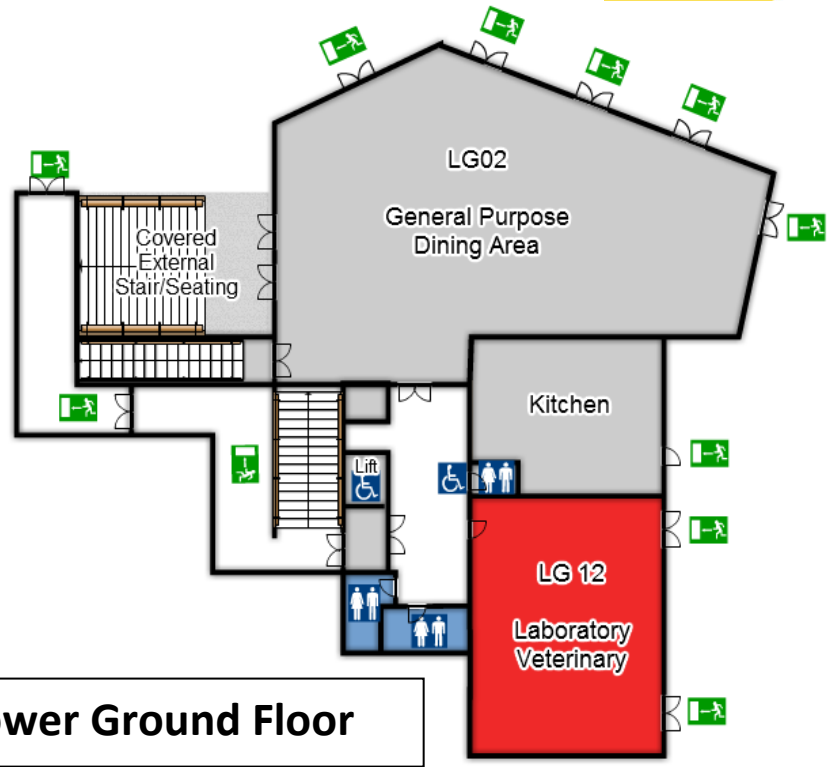 LG02
General Purpose
Dining Area
Covered
External
Stair/Seating
Kitchen
Lift
LG 12
Laboratory
Veterinary
ower Ground Floor